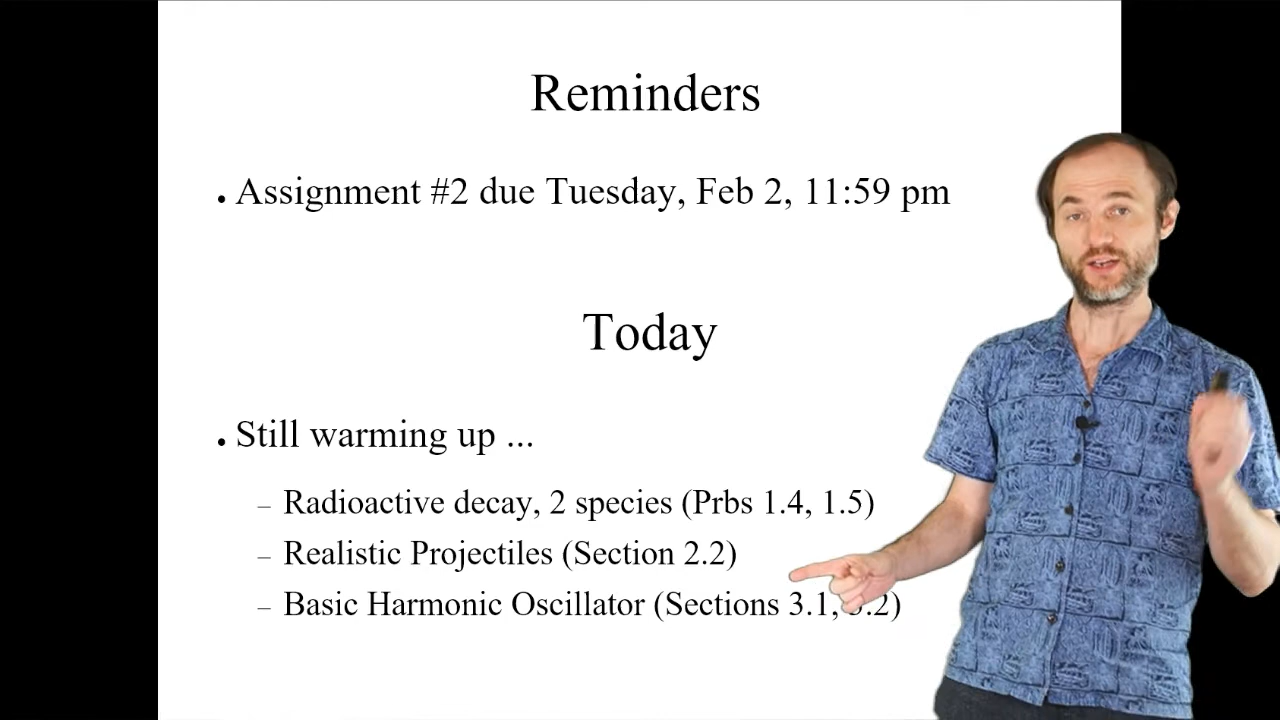 Reminders
• Assignment #2 due Tuesday, Feb 2, 11:59 pm
Today
• Still warming up ...
– Radioactive decay, 2 species (Prbs 1.4, 1.5)
– Realistic Projectiles (Section 2.2)
– Basic Harmonic Oscillator (Sections 3.1, .2)